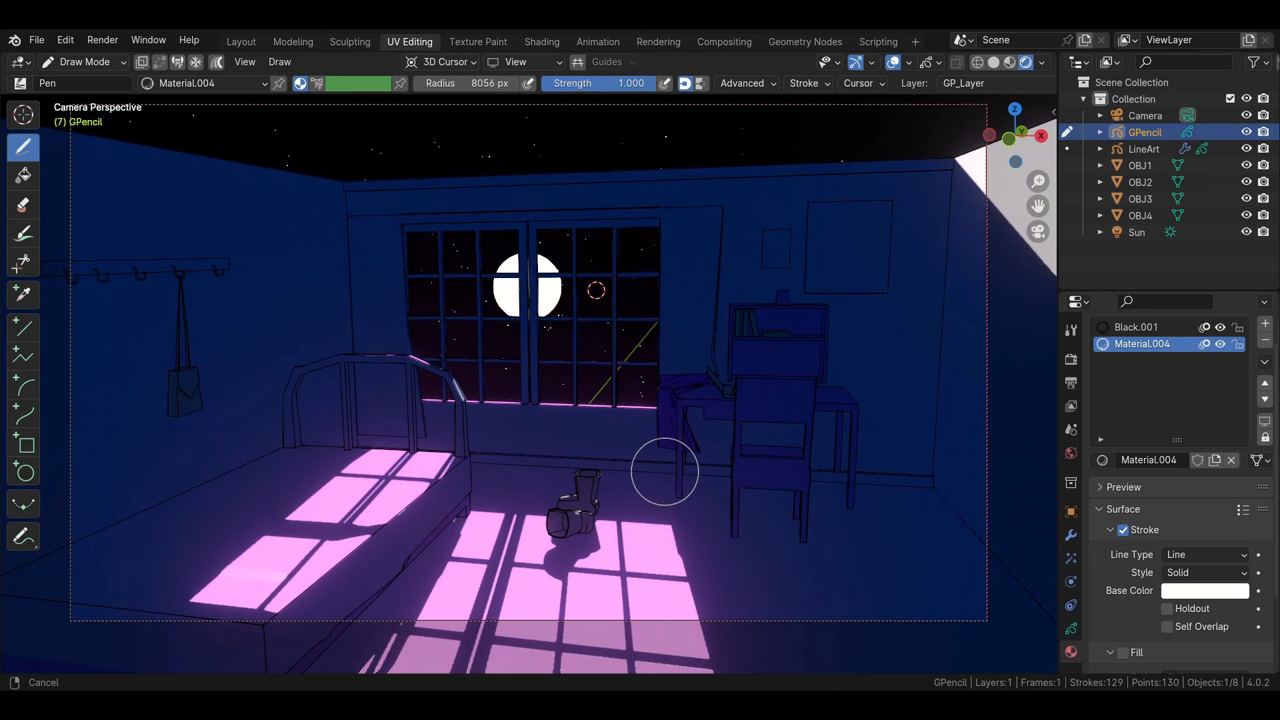 File Edit Render Window Help Layout Modeling Sculpting UV Editing Texture Paint Shading Animation Rendering Compositing Geometry Nodes Scripting + Scene ViewLayer
Draw Mode View Draw 3D Cursor View Guides
Pen Material.004 Radius 8056 px Strength 1.000 Advanced Stroke Cursor Layer: GP_Layer
Camera Perspective
(7) GPencil
Z
Y
X
Scene Collection
Collection
Camera
GPencil
LineArt
OBJ1
OBJ2
OBJ3
OBJ4
Sun
Black.001
Material.004
Material.004
Preview
Surface
Stroke
Line Type Line
Style Solid
Base Color
Holdout
Self Overlap
Fill
Cancel GPencil | Layers:1 | Frames:1 | Strokes:129 | Points:130 | Objects:1/8 | 4.0.2